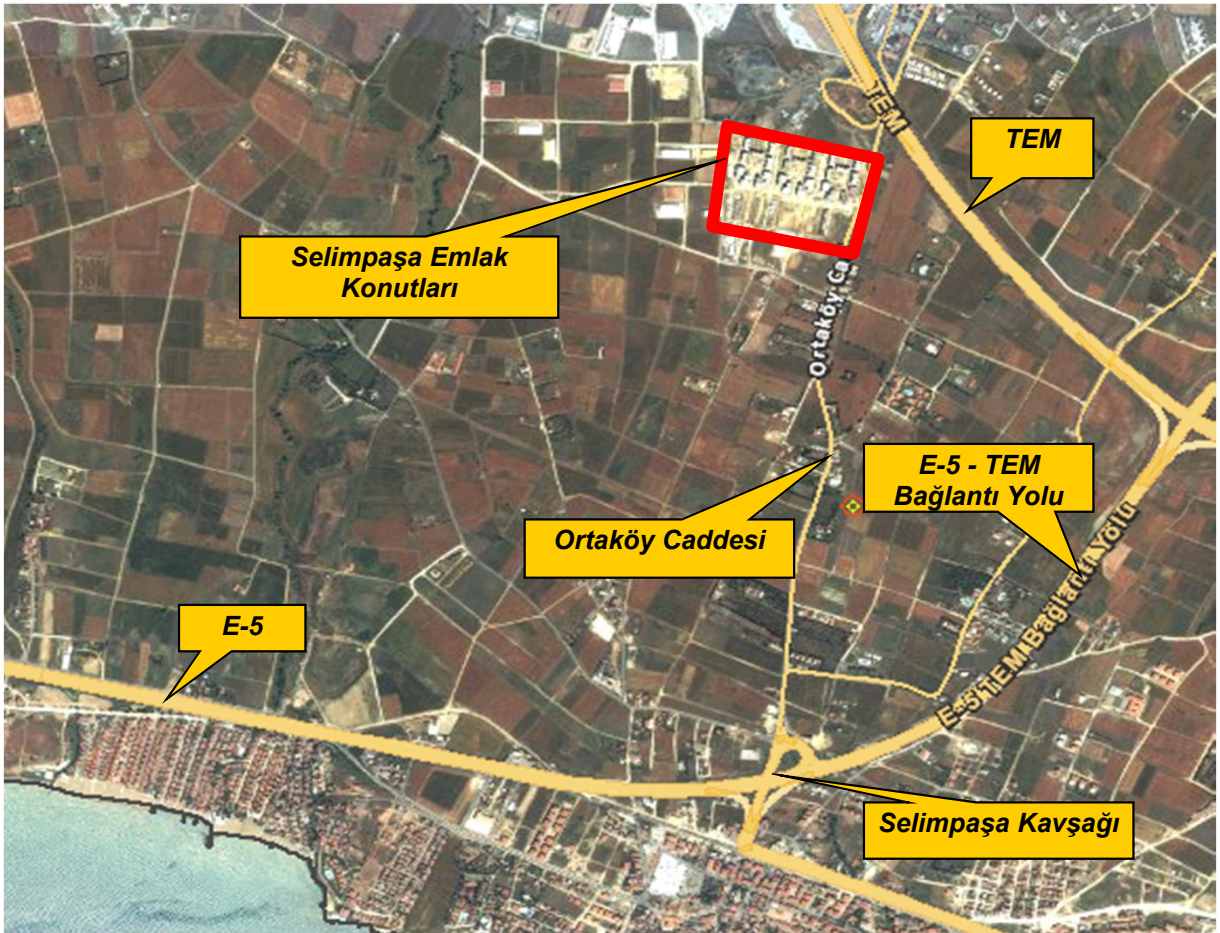 TEM
TEM
Selimpaşa Emlak
Konutları
Ortaköy Ca
E-5 - TEM
Bağlantı Yolu
Ortaköy Caddesi
E-5
E-5 TEM Bağlantı Yolu
Selimpaşa Kavşağı